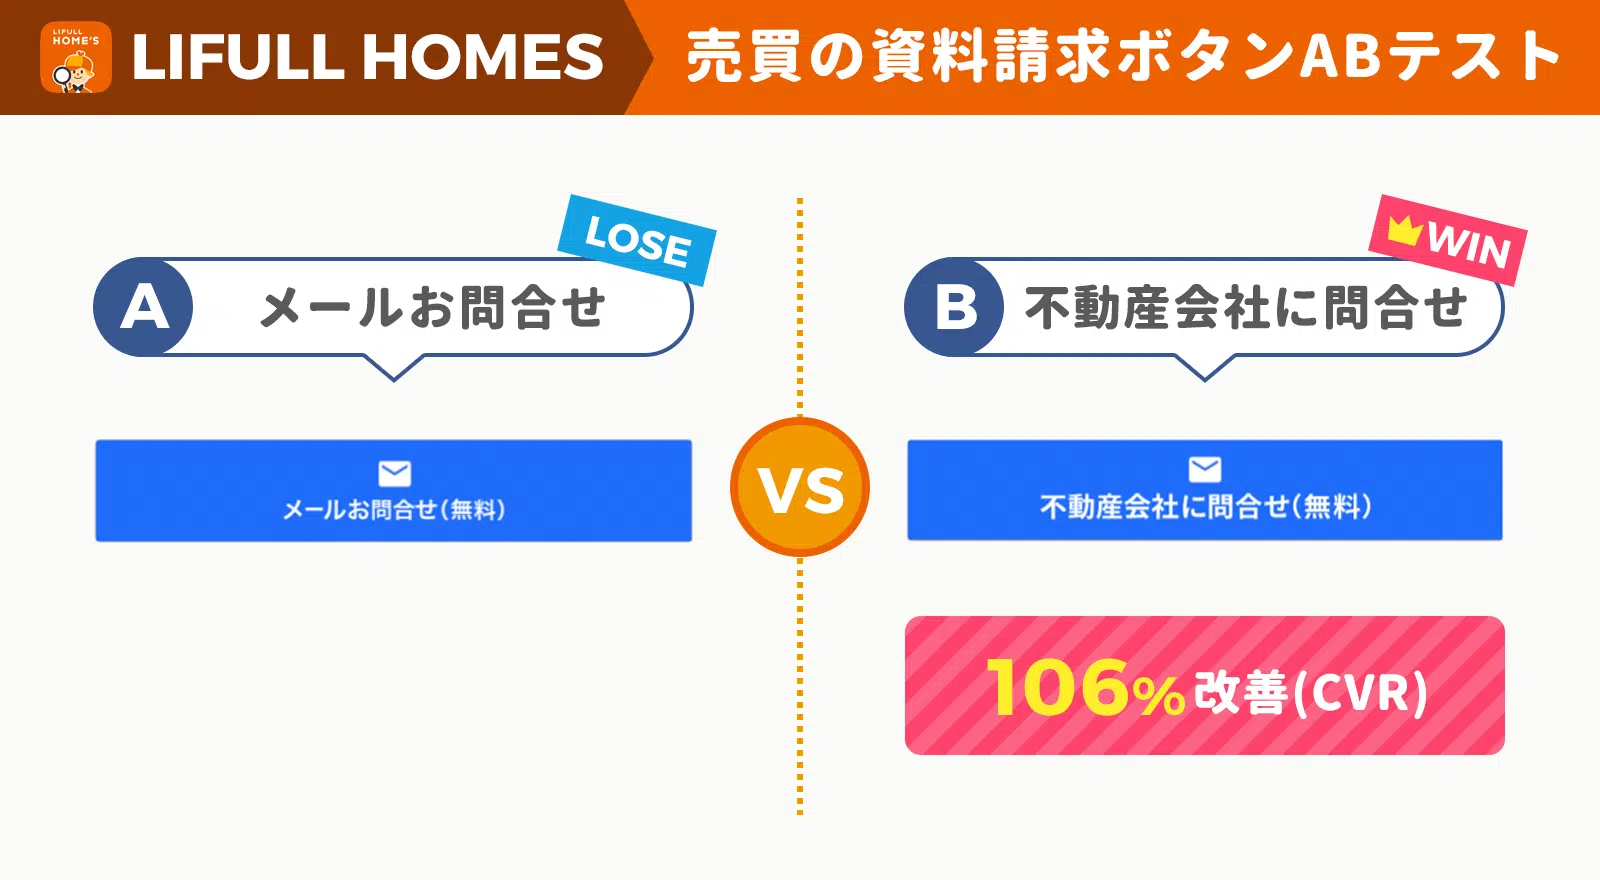 LIFULL
HOME'S
LIFULL HOMES
売買の資料請求ボタンABテスト
LOSE
A
メールお問合せ
メールお問合せ(無料)
VS
WIN
B
不動産会社に問合せ
不動産会社に問合せ(無料)
106%改善(CVR)